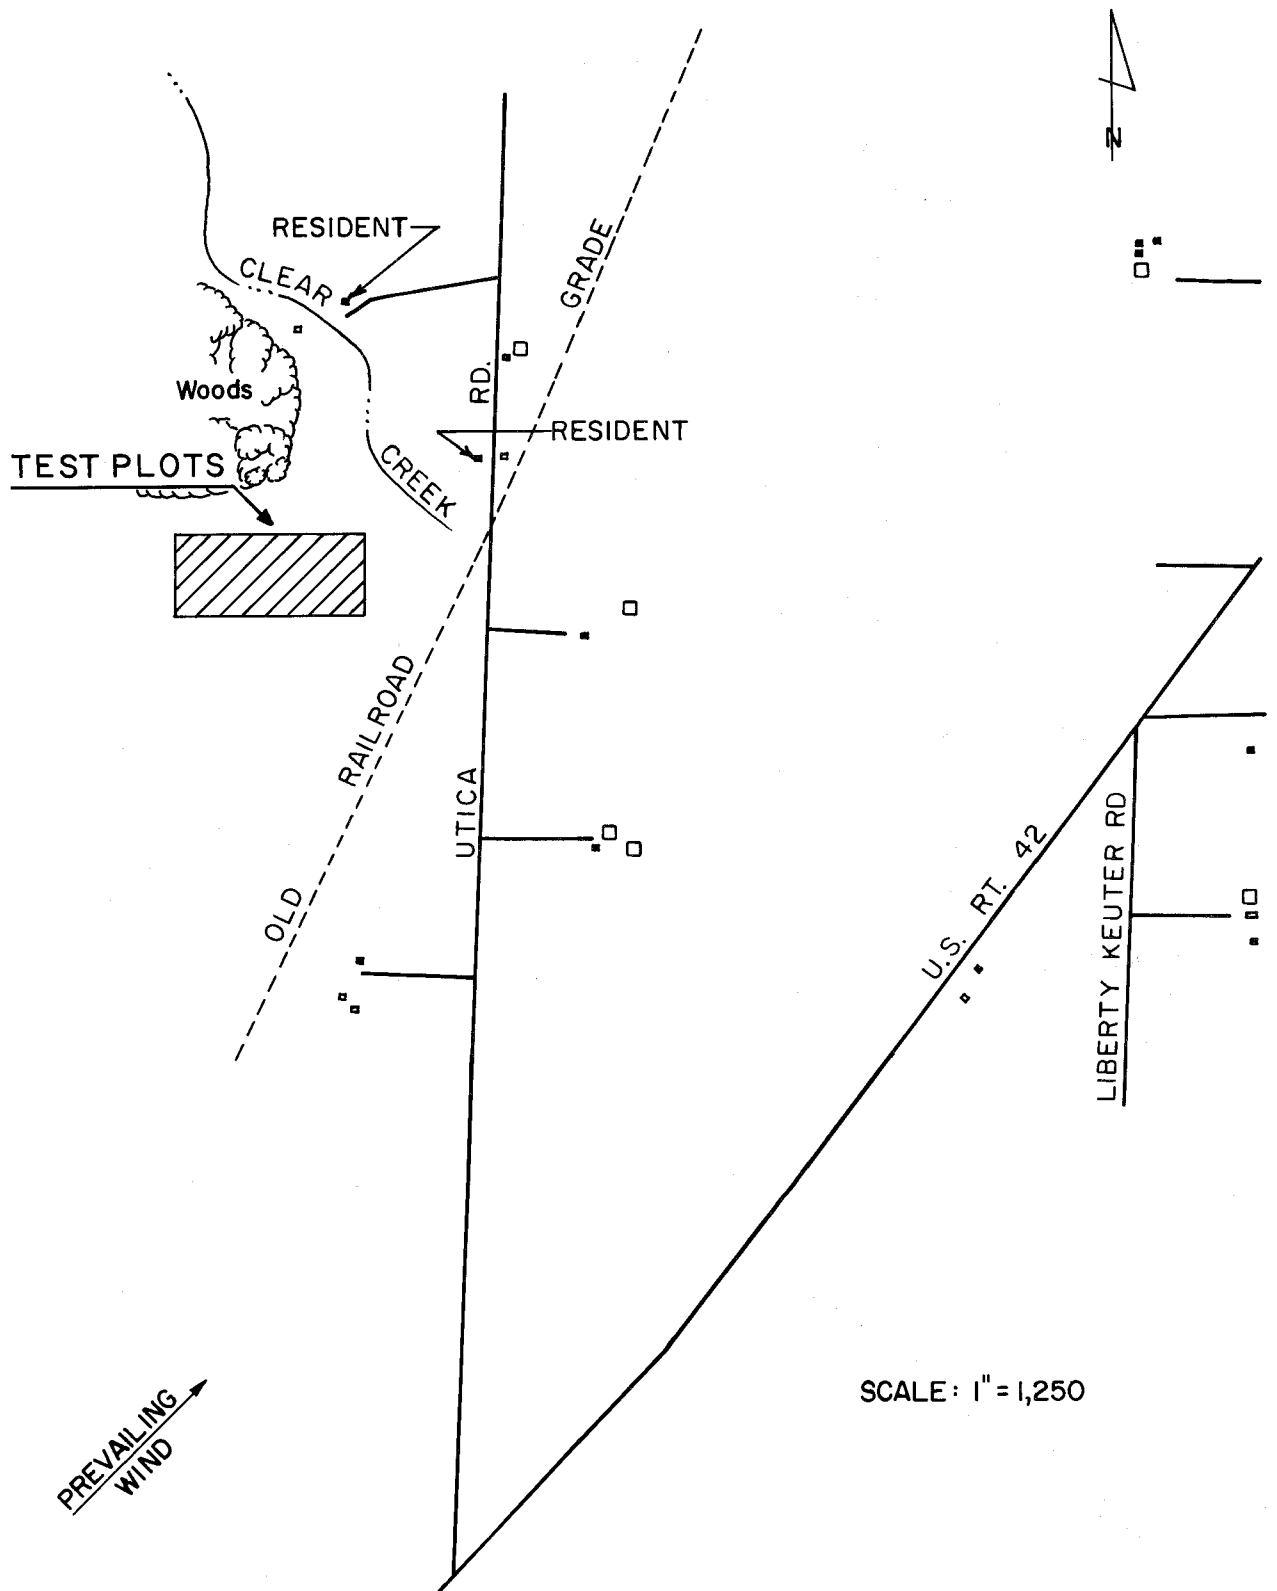 N
RESIDENT
CLEAR
GRADE
RD.
Woods
RESIDENT
TEST PLOTS
CREEK
RAILROAD
UTICA
OLD
U.S. RT. 42
LIBERTY KEUTER RD
SCALE: 1" = 1,250
PREVAILING
WIND